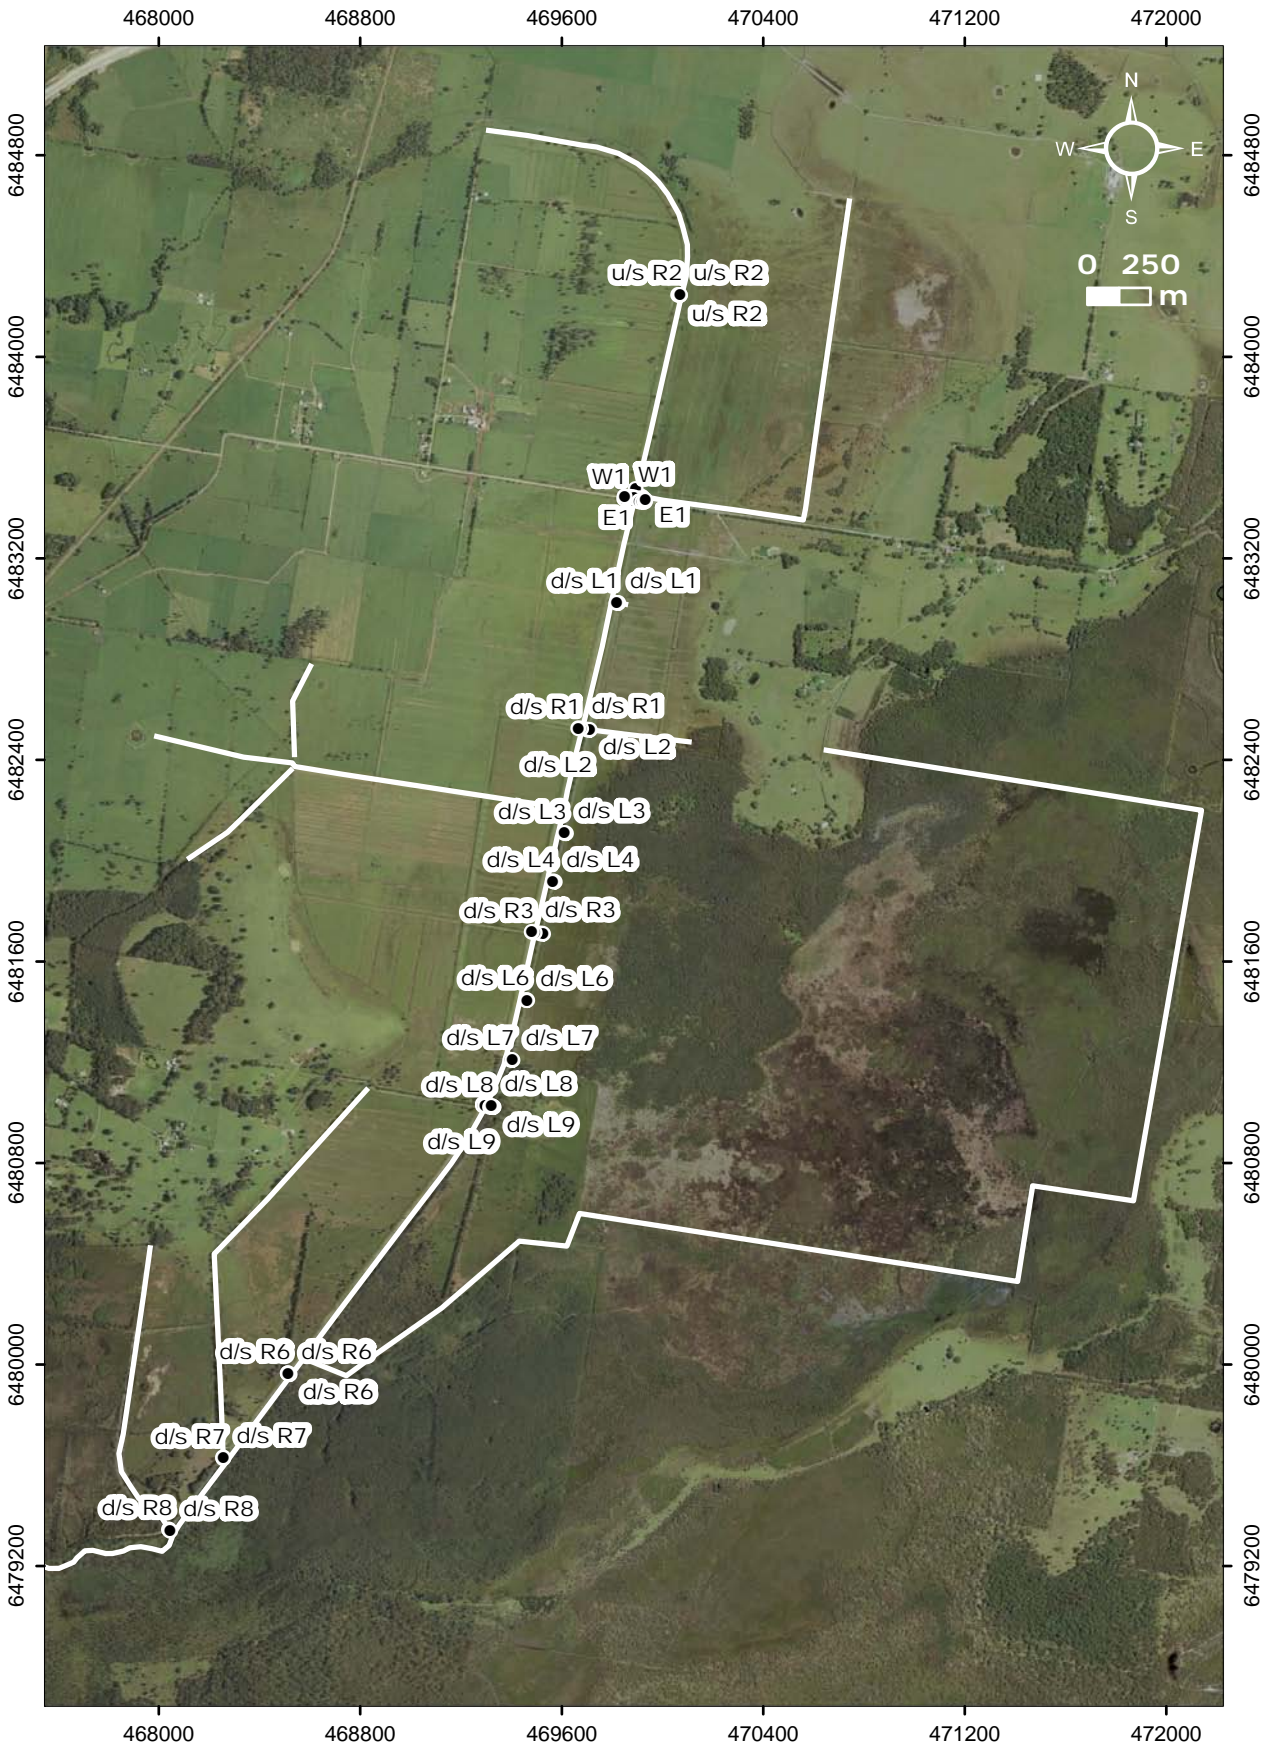 468000 468800 469600 470400 471200 472000
N
W E
S
0 250
m
6484800 6484800
u/s R2 u/s R2
u/s R2
6484000 6484000
W1 W1
E1 E1
6483200 6483200
d/s L1 d/s L1
d/s R1 d/s R1
d/s L2
d/s L2
6482400 6482400
d/s L3 d/s L3
d/s L4 d/s L4
d/s R3 d/s R3
6481600 6481600
d/s L6 d/s L6
d/s L7 d/s L7
d/s L8 d/s L8
d/s L9
d/s L9
6480800 6480800
d/s R6 d/s R6
d/s R6
6480000 6480000
d/s R7 d/s R7
d/s R8 d/s R8
6479200 6479200
468000 468800 469600 470400 471200 472000